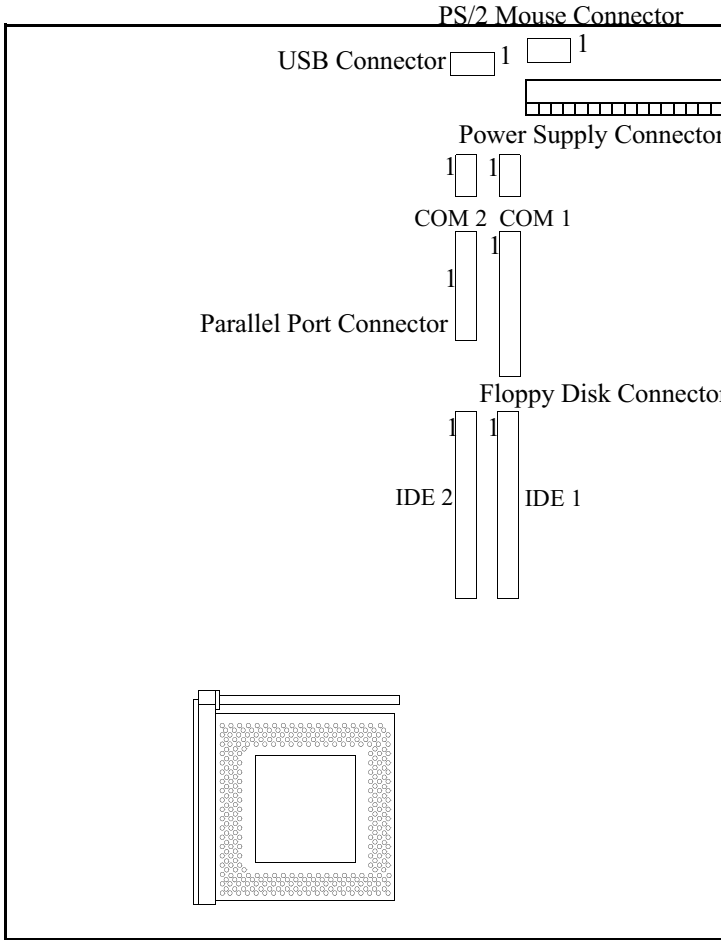 PS/2 Mouse Connector
USB Connector 1 1
Power Supply Connector
1 1
COM 2 COM 1
1
1
Parallel Port Connector
Floppy Disk Connector
1 1
IDE 2 IDE 1